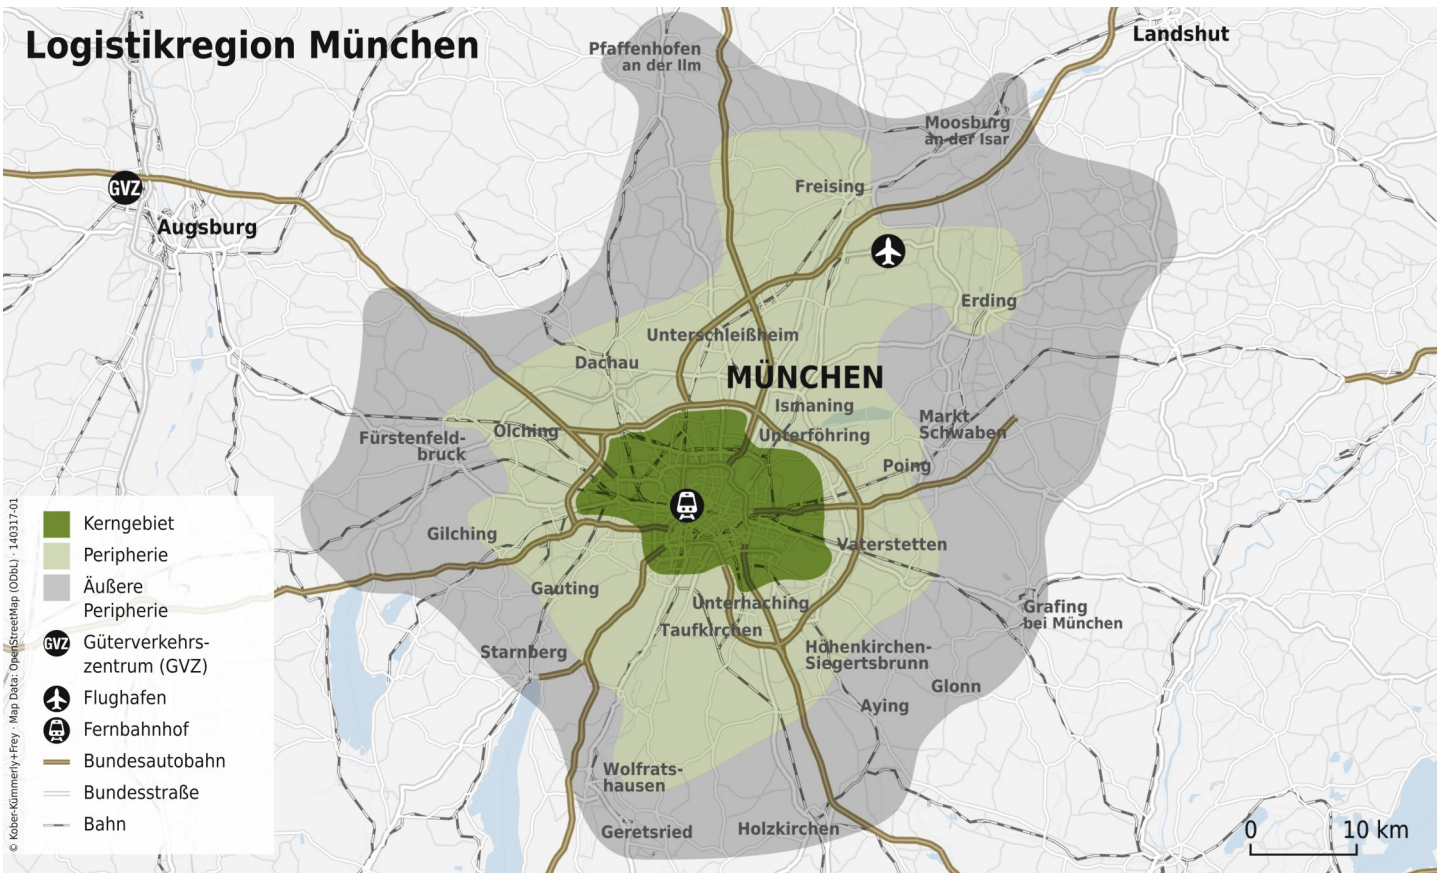 Logistikregion München
Landshut
Pfaffenhofen
an der Ilm
Moosburg
an der Isar
Freising
GVZ
Augsburg
Erding
Unterschleißheim
Dachau
MÜNCHEN
Ismaning
Markt
Schwaben
Olching
Fürstenfeld-
bruck
Unterföhring
Poing
Gilching
Vaterstetten
Gauting
Unterhaching
Grafing
bei München
Taufkirchen
Starnberg
Höhenkirchen-
Siegertsbrunn
Glonn
Aying
Wolfrats-
hausen
Geretsried
Holzkirchen
Kerngebiet
Peripherie
Äußere
Peripherie
GVZ
Güterverkehrs-
zentrum (GVZ)
Flughafen
Fernbahnhof
Bundesautobahn
Bundesstraße
Bahn
0 10 km
© Kober-Kümmerly+Frey · Map Data: OpenStreetMap (ODbL) · 140317-01